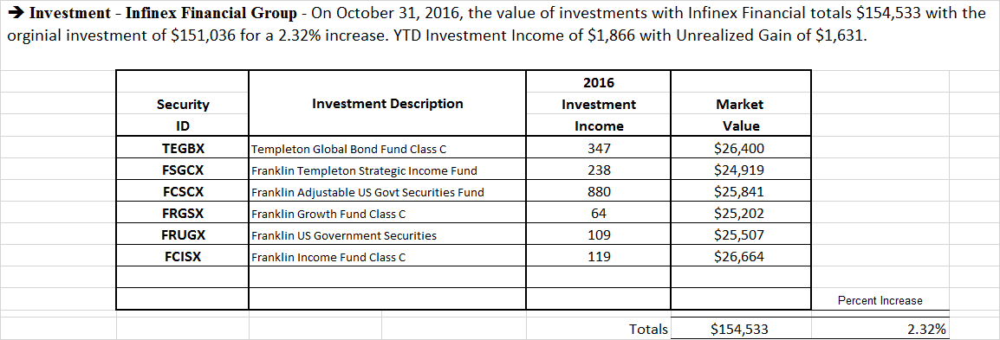 ➔ Investment - Infinex Financial Group - On October 31, 2016, the value of investments with Infinex Financial totals $154,533 with the
orginial investment of $151,036 for a 2.32% increase. YTD Investment Income of $1,866 with Unrealized Gain of $1,631.
2016
Security Investment Description Investment Market
ID Income Value
TEGBX Templeton Global Bond Fund Class C 347 $26,400
FSGCX Franklin Templeton Strategic Income Fund 238 $24,919
FCSCX Franklin Adjustable US Govt Securities Fund 880 $25,841
FRGSX Franklin Growth Fund Class C 64 $25,202
FRUGX Franklin US Government Securities 109 $25,507
FCISX Franklin Income Fund Class C 119 $26,664
Percent Increase
Totals $154,533 2.32%